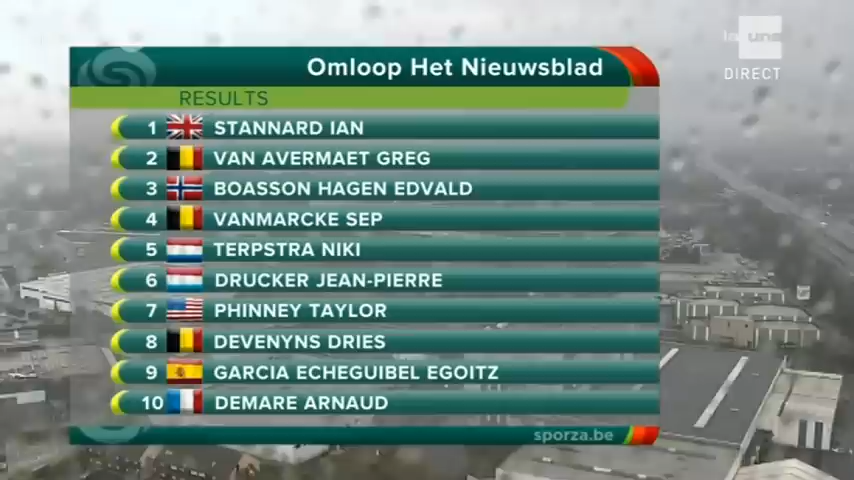 la une
DIRECT
Omloop Het Nieuwsblad
RESULTS
1 STANNARD IAN
2 VAN AVERMAET GREG
3 BOASSON HAGEN EDVALD
4 VANMARCKE SEP
5 TERPSTRA NIKI
6 DRUCKER JEAN-PIERRE
7 PHINNEY TAYLOR
8 DEVENYNS DRIES
9 GARCIA ECHEGUIBEL EGOITZ
10 DEMARE ARNAUD
sporza.be